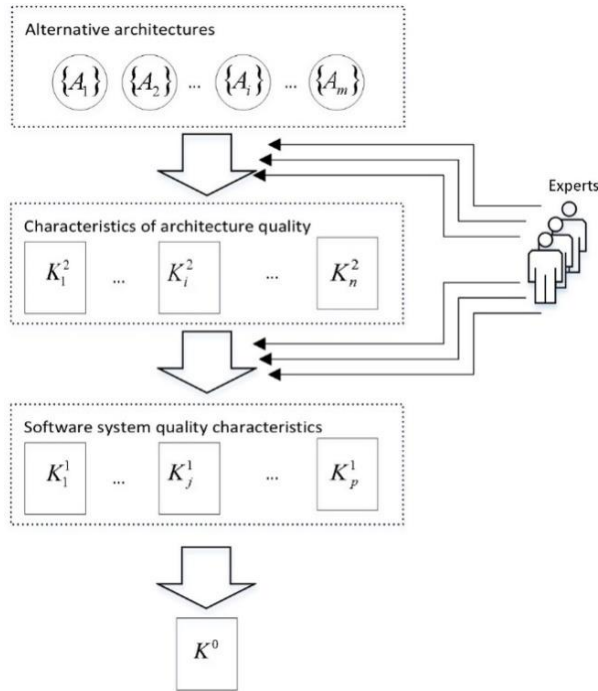 Alternative architectures
{A₁} {A₂} ... {Aᵢ} ... {Aₘ}
Experts
Characteristics of architecture quality
K₁² ... Kᵢ² ... Kₙ²
Software system quality characteristics
K₁¹ ... Kⱼ¹ ... Kₚ¹
K⁰